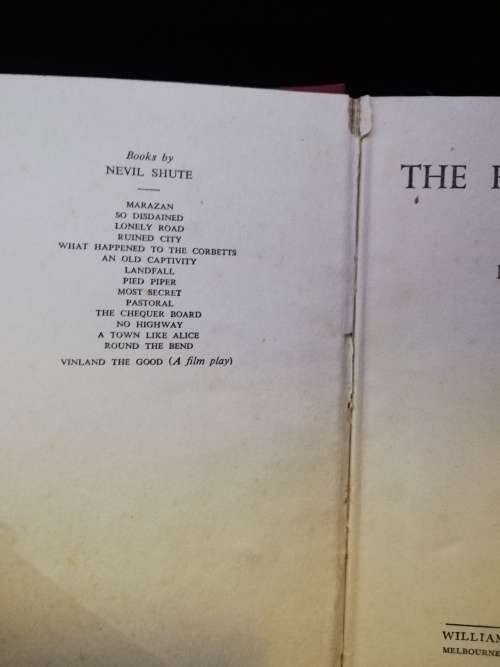 Books by
NEVIL SHUTE
MARAZAN
SO DISDAINED
LONELY ROAD
RUINED CITY
WHAT HAPPENED TO THE CORBETTS
AN OLD CAPTIVITY
LANDFALL
PIED PIPER
MOST SECRET
PASTORAL
THE CHEQUER BOARD
NO HIGHWAY
A TOWN LIKE ALICE
ROUND THE BEND
VINLAND THE GOOD (A film play)
THE
WILLIAM
MELBOURNE